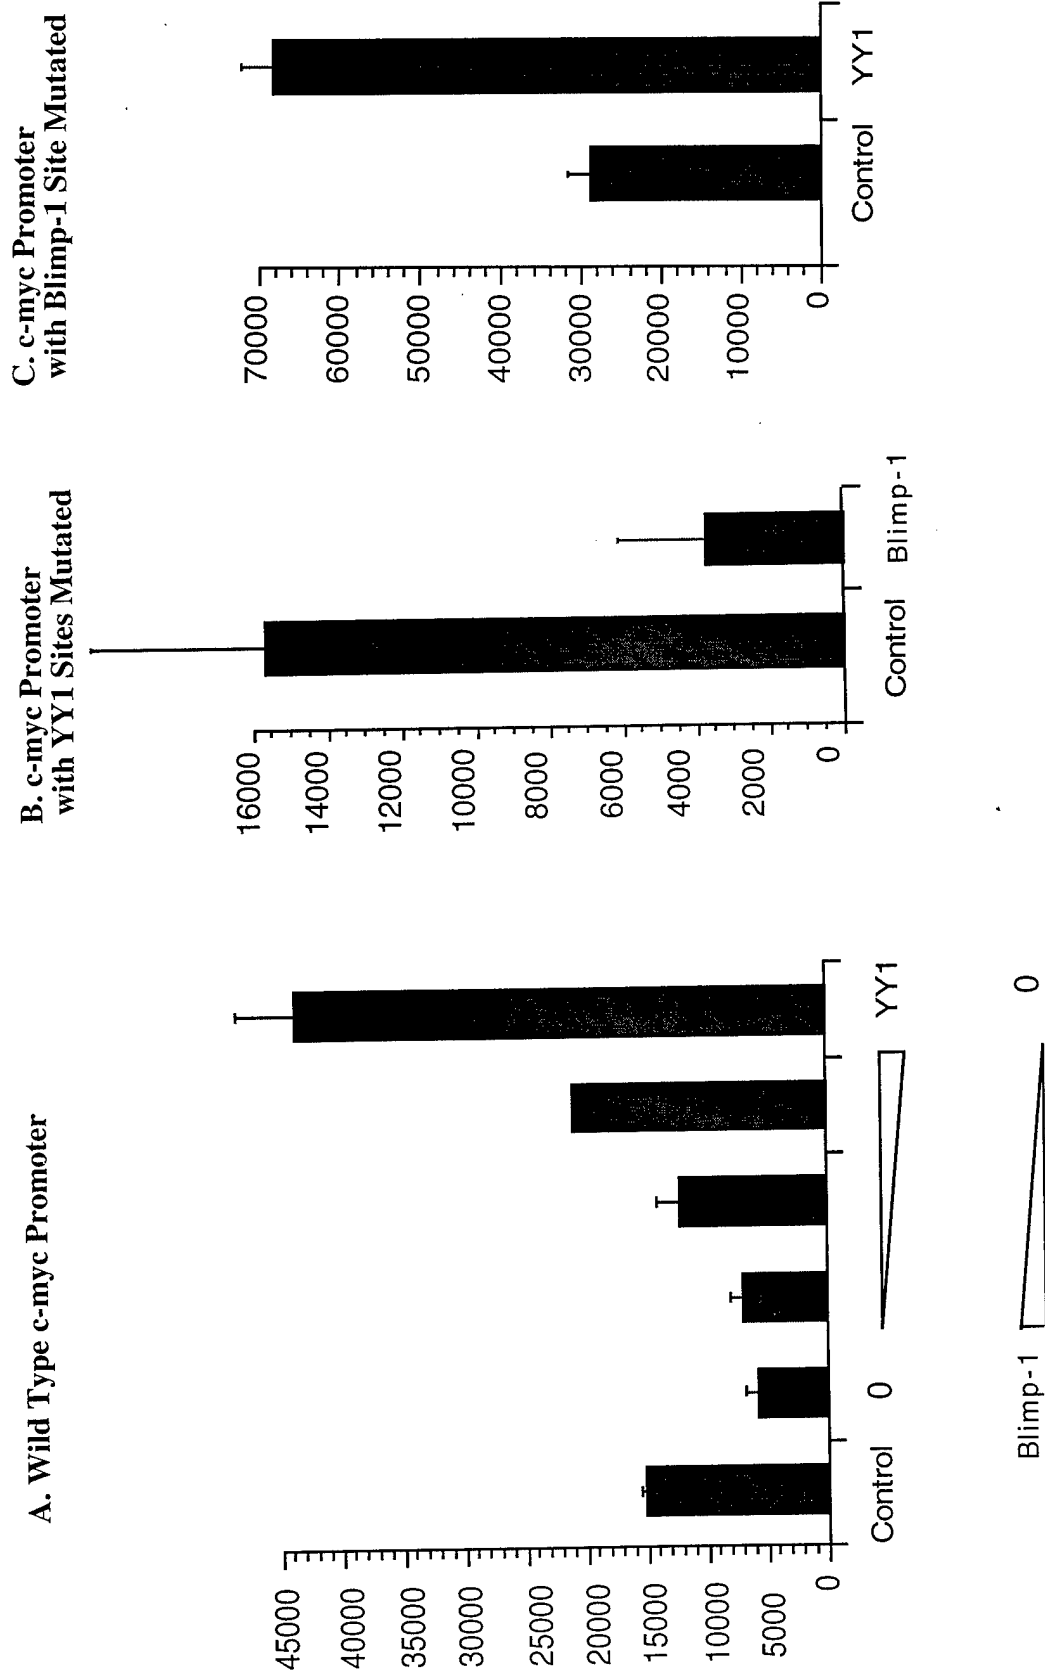 A. Wild Type c-myc Promoter
45000
40000
35000
30000
25000
20000
15000
10000
5000
0
Control
0
YY1
Blimp-1
0
B. c-myc Promoter
with YY1 Sites Mutated
16000
14000
12000
10000
8000
6000
4000
2000
0
Control
Blimp-1
C. c-myc Promoter
with Blimp-1 Site Mutated
70000
60000
50000
40000
30000
20000
10000
0
Control
YY1